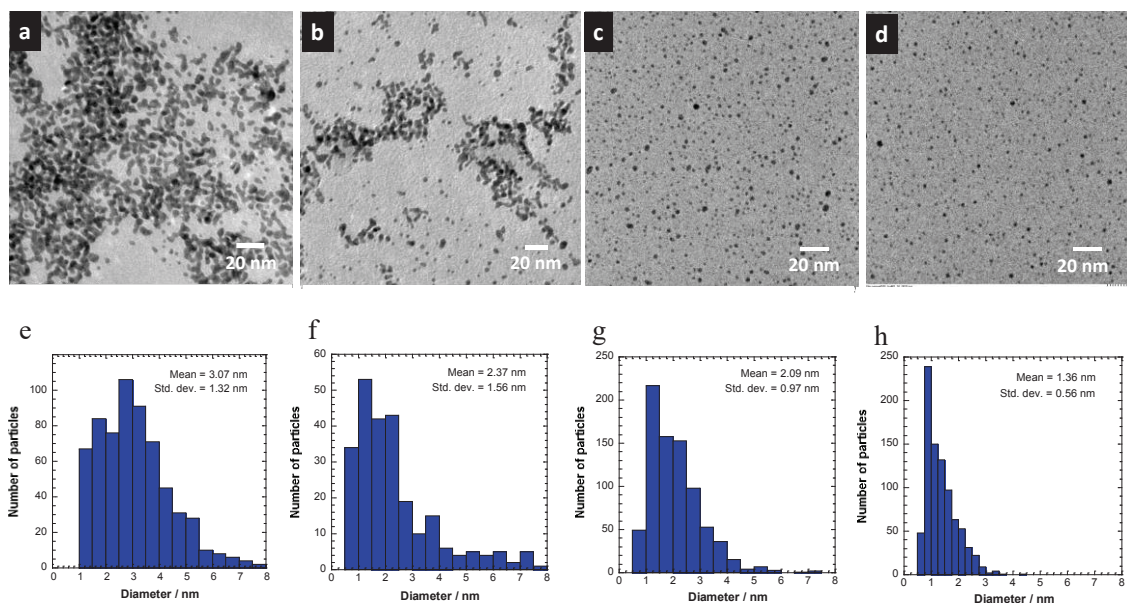 a
b
c
d
20 nm
20 nm
20 nm
20 nm
e
f
g
h
Mean = 3.07 nm
Std. dev. = 1.32 nm
Number of particles
100
80
60
40
20
0
0 1 2 3 4 5 6 7 8
Diameter / nm
Mean = 2.37 nm
Std. dev. = 1.56 nm
Number of particles
60
50
40
30
20
10
0
0 1 2 3 4 5 6 7 8
Diameter / nm
Mean = 2.09 nm
Std. dev. = 0.97 nm
Number of particles
250
200
150
100
50
0
0 1 2 3 4 5 6 7 8
Diameter / nm
Mean = 1.36 nm
Std. dev. = 0.56 nm
Number of particles
250
200
150
100
50
0
0 1 2 3 4 5 6 7 8
Diameter / nm